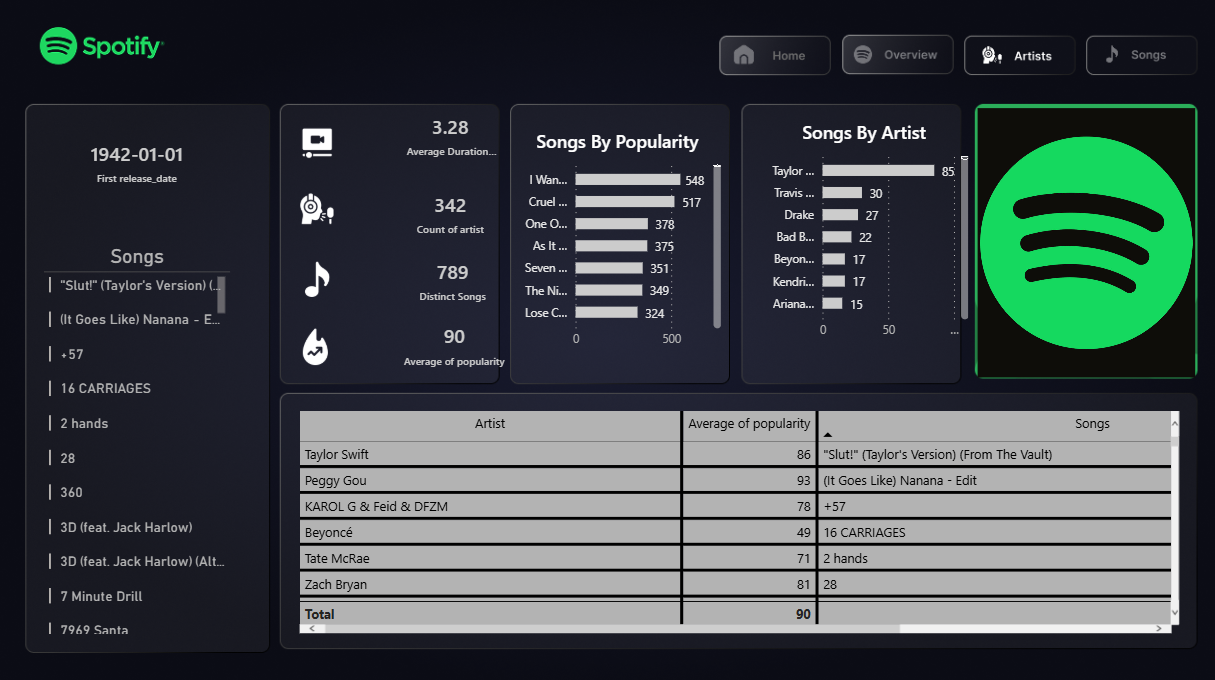 Spotify
Home
Overview
Artists
Songs
1942-01-01
First release_date
Songs
"Slut!" (Taylor's Version) (...
(It Goes Like) Nanana - E...
+57
16 CARRIAGES
2 hands
28
360
3D (feat. Jack Harlow)
3D (feat. Jack Harlow) (Alt...
7 Minute Drill
7969 Santa
3.28
Average Duration...
342
Count of artist
789
Distinct Songs
90
Average of popularity
Songs By Popularity
I Wan... 548
Cruel ... 517
One O... 378
As It ... 375
Seven ... 351
The Ni... 349
Lose C... 324
0 500
Songs By Artist
Taylor ... 85
Travis ... 30
Drake 27
Bad B... 22
Beyon... 17
Kendri... 17
Ariana... 15
0 50 ...
Artist Average of popularity Songs
Taylor Swift 86 "Slut!" (Taylor's Version) (From The Vault)
Peggy Gou 93 (It Goes Like) Nanana - Edit
KAROL G & Feid & DFZM 78 +57
Beyoncé 49 16 CARRIAGES
Tate McRae 71 2 hands
Zach Bryan 81 28
Total 90